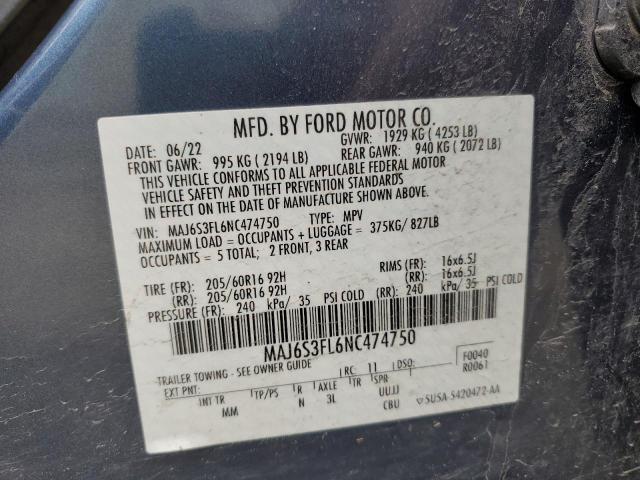 MFD. BY FORD MOTOR CO.
DATE: 06/22 GVWR: 1929 KG ( 4253 LB)
FRONT GAWR: 995 KG ( 2194 LB) REAR GAWR: 940 KG ( 2072 LB)
THIS VEHICLE CONFORMS TO ALL APPLICABLE FEDERAL MOTOR
VEHICLE SAFETY AND THEFT PREVENTION STANDARDS
IN EFFECT ON THE DATE OF MANUFACTURE SHOWN ABOVE.
VIN: MAJ6S3FL6NC474750 TYPE: MPV
MAXIMUM LOAD = OCCUPANTS + LUGGAGE = 375KG/ 827LB
OCCUPANTS = 5 TOTAL; 2 FRONT, 3 REAR
TIRE (FR): 205/60R16 92H RIMS (FR): 16x6.5J
(RR): 205/60R16 92H (RR): 16x6.5J
PRESSURE (FR): 240 kPa/ 35 PSI COLD (RR): 240 kPa/ 35 PSI COLD
MAJ6S3FL6NC474750
TRAILER TOWING - SEE OWNER GUIDE
EXT PNT: RC: 11 DSO: F0040
R0061
INT TR TP/PS R AXLE TR SPR
MM N 3L UUJJ
CBU SUSA-5420472-AA